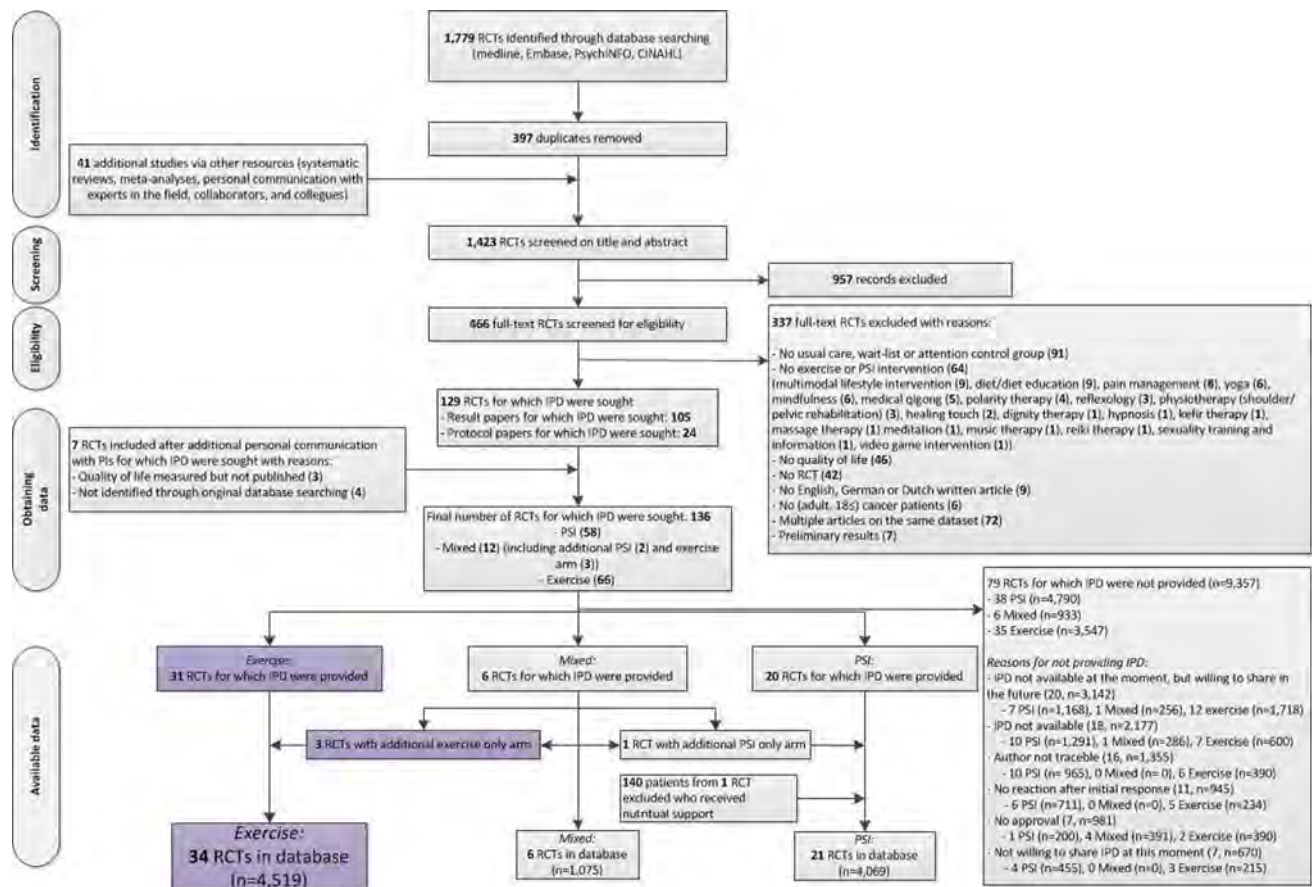 Identification
1,779 RCTs identified through database searching
(medline, Embase, PsychINFO, CINAHL)
397 duplicates removed
41 additional studies via other resources (systematic
reviews, meta-analyses, personal communication with
experts in the field, collaborators, and collegues)
Screening
1,423 RCTs screened on title and abstract
957 records excluded
Eligibility
466 full-text RCTs screened for eligibility
337 full-text RCTs excluded with reasons:
- No usual care, wait-list or attention control group (91)
- No exercise or PSI intervention (64)
(multimodal lifestyle intervention (9), diet/diet education (9), pain management (8), yoga (6),
mindfulness (6), medical qigong (5), polarity therapy (4), reflexology (3), physiotherapy (shoulder/
pelvic rehabilitation) (3), healing touch (2), dignity therapy (1), hypnosis (1), kefir therapy (1),
massage therapy (1) meditation (1), music therapy (1), reiki therapy (1), sexuality training and
information (1), video game intervention (1))
- No quality of life (46)
- No RCT (42)
- No English, German or Dutch written article (9)
- No (adult, 18≤) cancer patients (6)
- Multiple articles on the same dataset (72)
- Preliminary results (7)
Obtaining
data
129 RCTs for which IPD were sought
- Result papers for which IPD were sought: 105
- Protocol papers for which IPD were sought: 24
7 RCTs included after additional personal communication
with PIs for which IPD were sought with reasons:
- Quality of life measured but not published (3)
- Not identified through original database searching (4)
Final number of RCTs for which IPD were sought: 136
- PSI (58)
- Mixed (12) (including additional PSI (2) and exercise
arm (3))
- Exercise (66)
79 RCTs for which IPD were not provided (n=9,357)
- 38 PSI (n=4,790)
- 6 Mixed (n=933)
- 35 Exercise (n=3,547)
Reasons for not providing IPD:
- IPD not available at the moment, but willing to share in
the future (20, n=3,142)
- 7 PSI (n=1,168), 1 Mixed (n=256), 12 exercise (n=1,718)
- IPD not available (18, n=2,177)
- 10 PSI (n=1,291), 1 Mixed (n=286), 7 Exercise (n=600)
- Author not traceble (16, n=1,355)
- 10 PSI (n= 965), 0 Mixed (n= 0), 6 Exercise (n=390)
- No reaction after initial response (11, n=945)
- 6 PSI (n=711), 0 Mixed (n=0), 5 Exercise (n=234)
- No approval (7, n=981)
- 1 PSI (n=200), 4 Mixed (n=391), 2 Exercise (n=390)
- Not willing to share IPD at this moment (7, n=670)
- 4 PSI (n=455), 0 Mixed (n=0), 3 Exercise (n=215)
Available data
Exercise:
31 RCTs for which IPD were provided
Mixed:
6 RCTs for which IPD were provided
PSI:
20 RCTs for which IPD were provided
3 RCTs with additional exercise only arm
1 RCT with additional PSI only arm
140 patients from 1 RCT
excluded who received
nutritual support
Exercise:
34 RCTs in database
(n=4,519)
Mixed:
6 RCTs in database
(n=1,075)
PSI:
21 RCTs in database
(n=4,069)